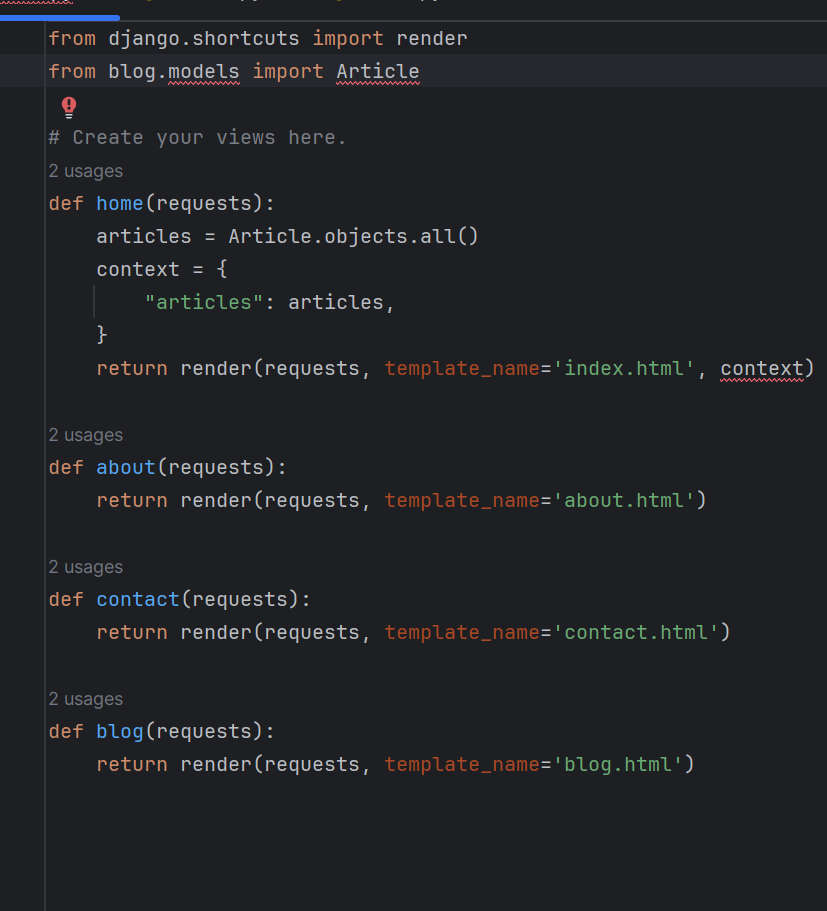 from django.shortcuts import render
from blog.models import Article
# Create your views here.
2 usages
def home(requests):
    articles = Article.objects.all()
    context = {
        "articles": articles,
    }
    return render(requests, template_name='index.html', context)
2 usages
def about(requests):
    return render(requests, template_name='about.html')
2 usages
def contact(requests):
    return render(requests, template_name='contact.html')
2 usages
def blog(requests):
    return render(requests, template_name='blog.html')